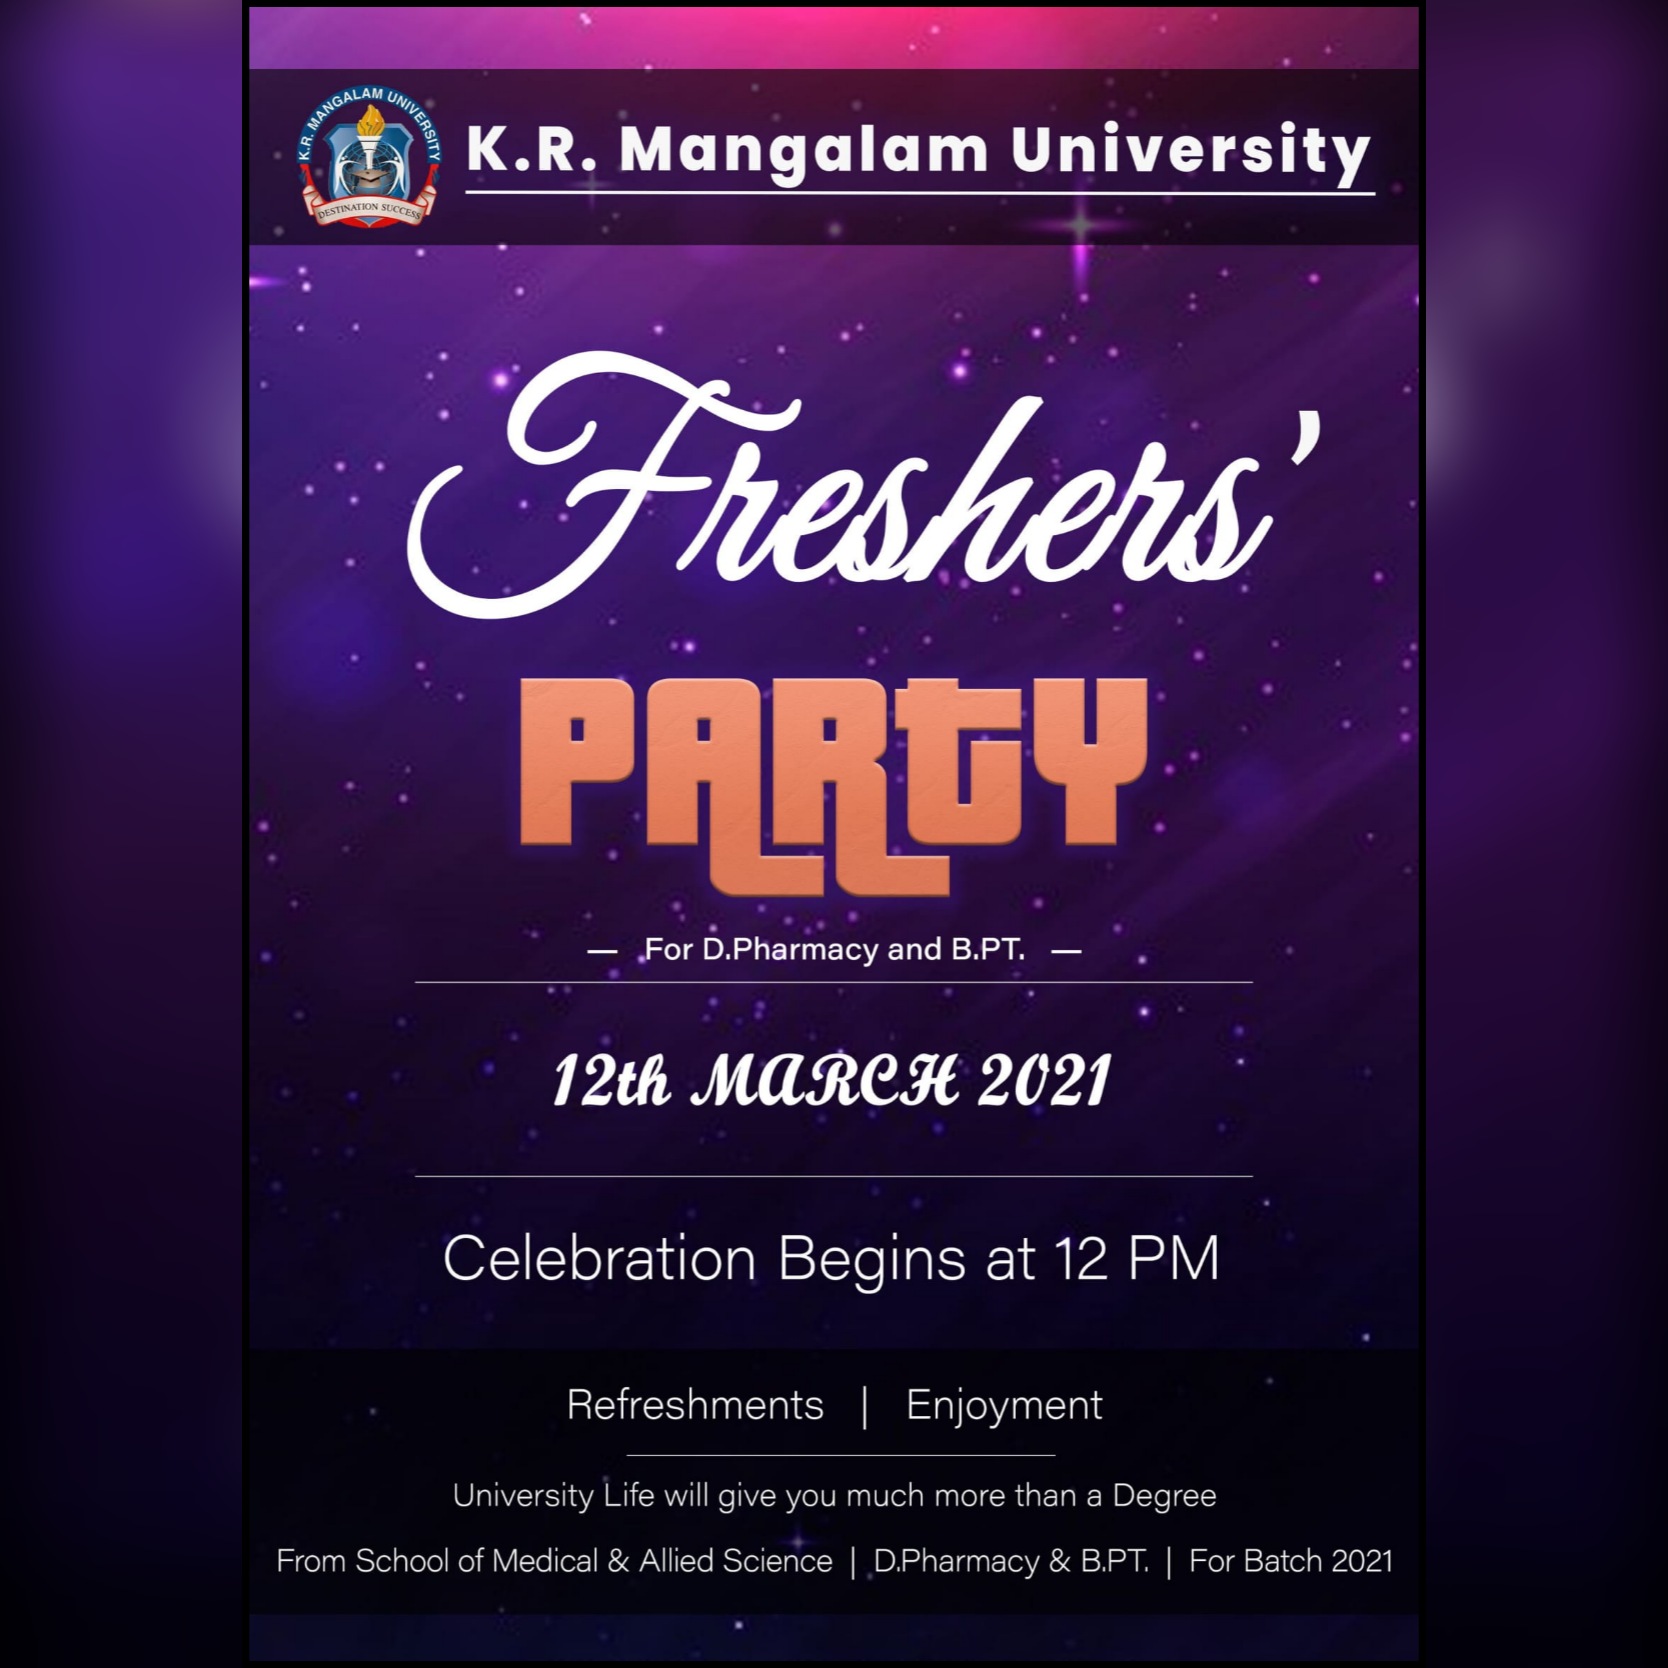 K.R. MANGALAM UNIVERSITY
DESTINATION SUCCESS
K.R. Mangalam University
Freshers’
PARTY
— For D.Pharmacy and B.PT. —
12th MARCH 2021
Celebration Begins at 12 PM
Refreshments | Enjoyment
University Life will give you much more than a Degree
From School of Medical & Allied Science | D.Pharmacy & B.PT. | For Batch 2021